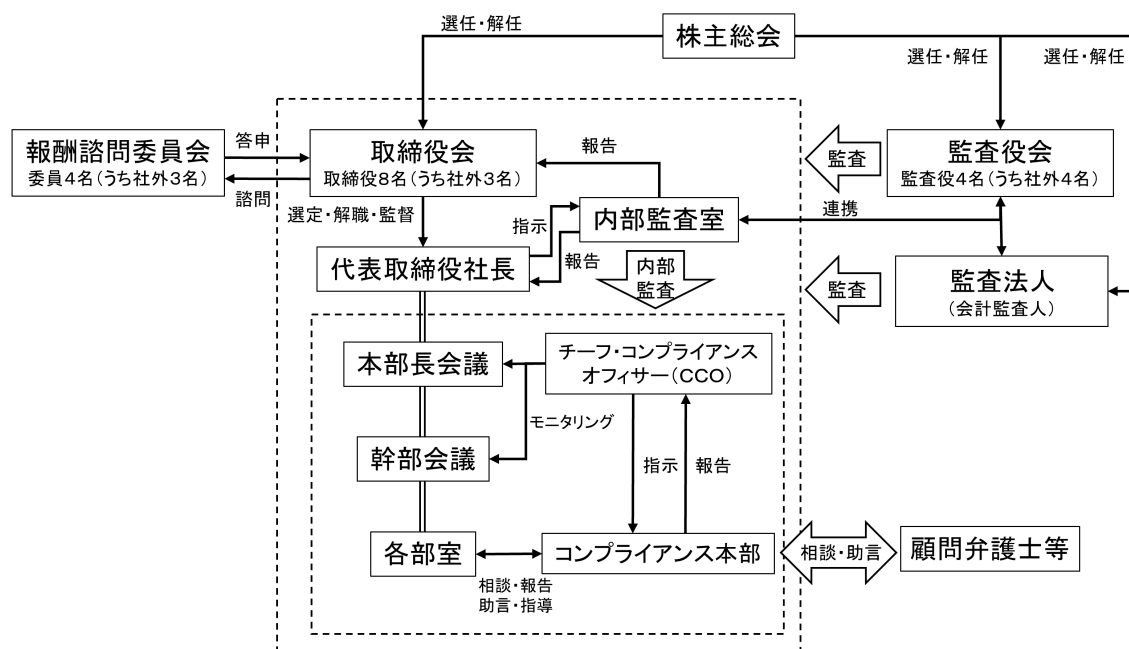 株主総会
選任・解任
選任・解任
選任・解任
報酬諮問委員会
委員4名(うち社外3名)
答申
諮問
取締役会
取締役8名(うち社外3名)
報告
監査
監査役会
監査役4名(うち社外4名)
選定・解職・監督
指示
内部監査室
連携
代表取締役社長
報告
内部
監査
監査
監査法人
(会計監査人)
本部長会議
チーフ・コンプライアンス
オフィサー(CCO)
モニタリング
幹部会議
指示
報告
各部室
コンプライアンス本部
相談・報告
助言・指導
相談・助言
顧問弁護士等